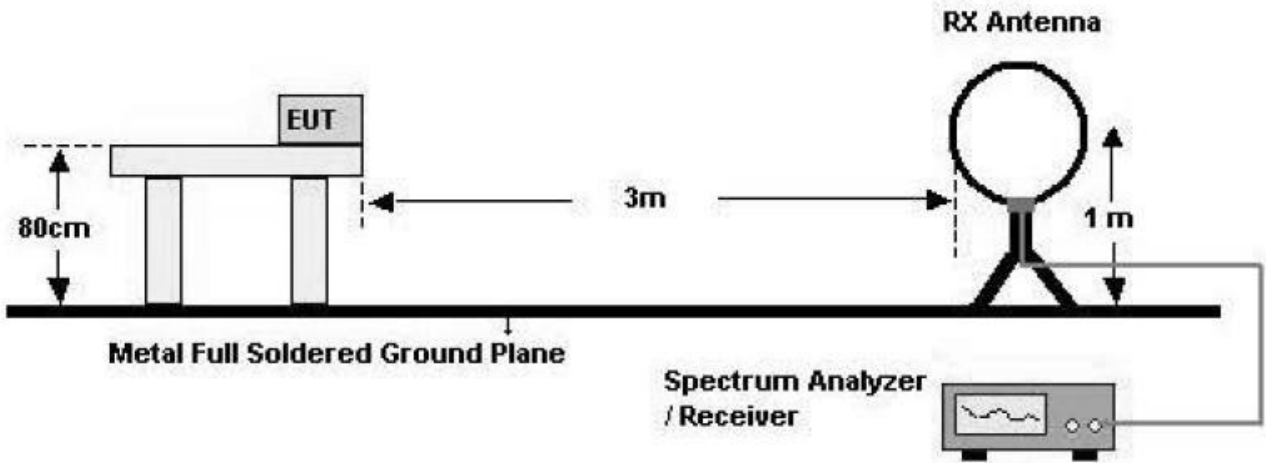 RX Antenna
EUT
80cm
3m
1 m
Metal Full Soldered Ground Plane
Spectrum Analyzer
/ Receiver